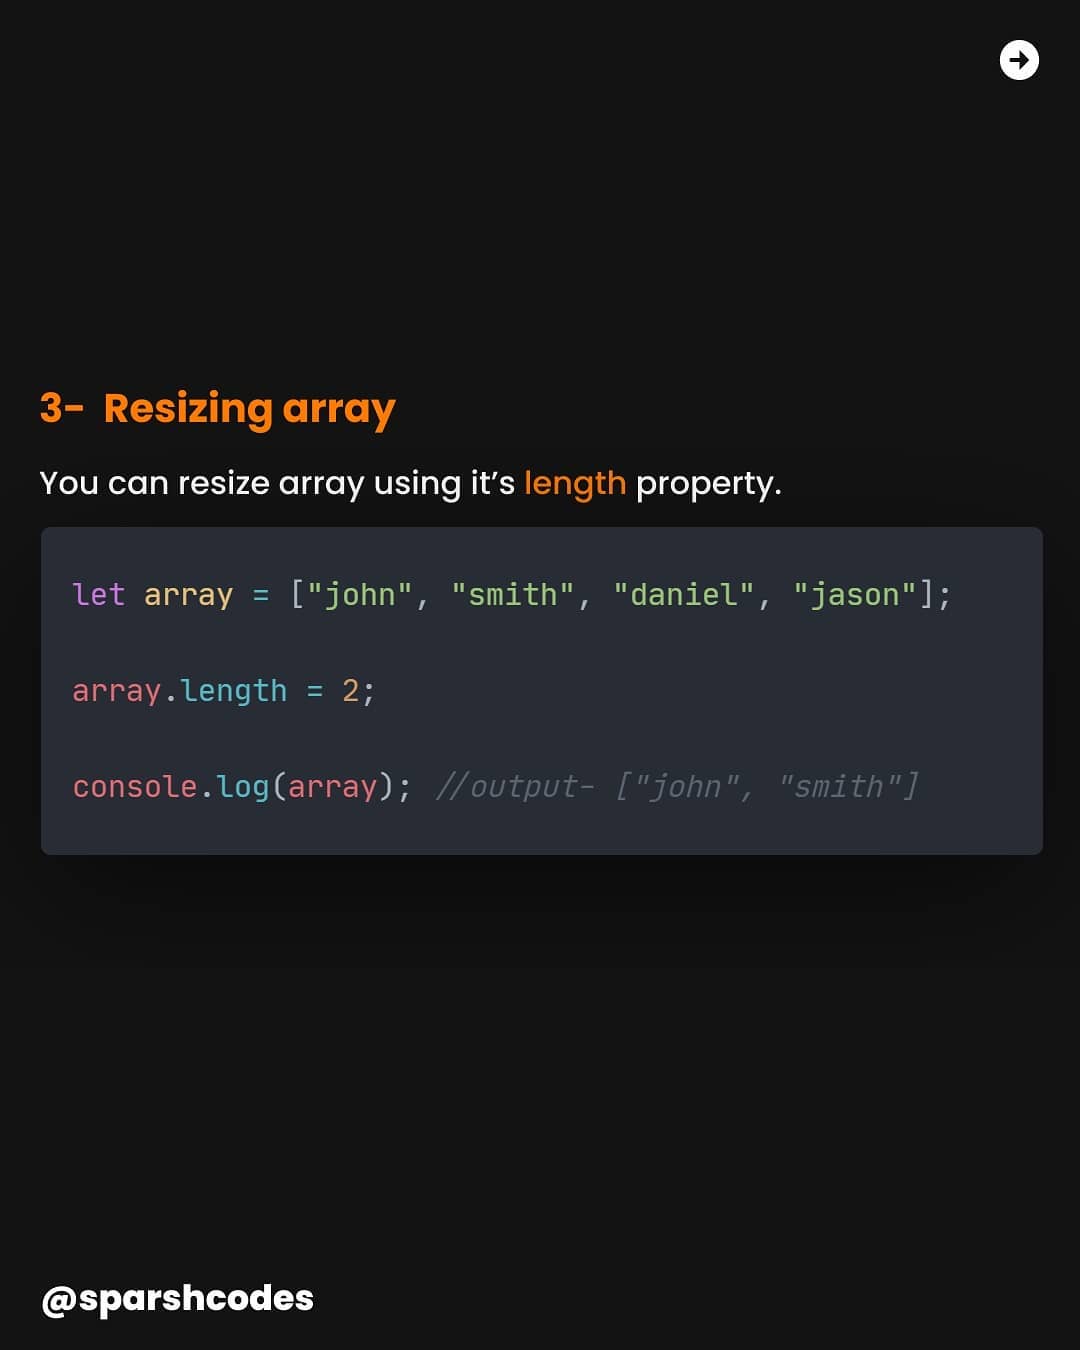 3- Resizing array
You can resize array using it’s length property.
let array = ["john", "smith", "daniel", "jason"];
array.length = 2;
console.log(array); //output- ["john", "smith"]
@sparshcodes